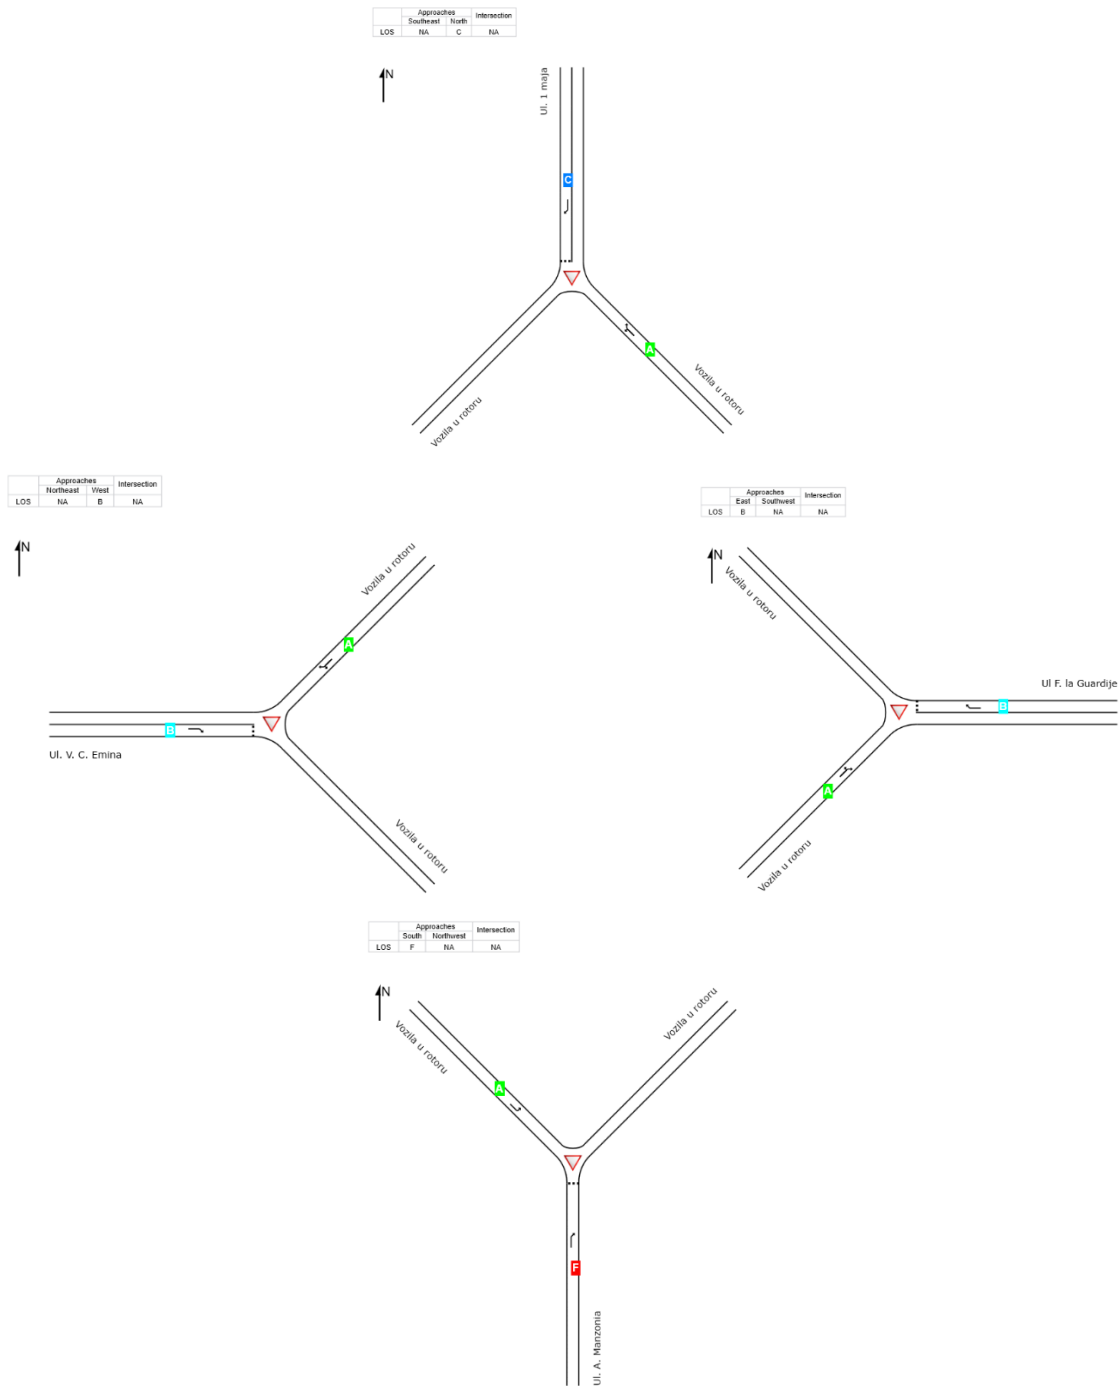 Approaches Intersection
Southeast North
LOS NA C NA
N
Ul. 1 maja
C
A
Vozila u rotoru
Vozila u rotoru
Approaches Intersection
Northeast West
LOS NA B NA
N
Vozila u rotoru
A
B
Ul. V. C. Emina
Vozila u rotoru
Approaches Intersection
East Southwest
LOS B NA NA
N
Vozila u rotoru
Ul F. la Guardije
B
A
Vozila u rotoru
Approaches Intersection
South Northwest
LOS F NA NA
N
Vozila u rotoru
Vozila u rotoru
A
F
Ul. A. Manzonia